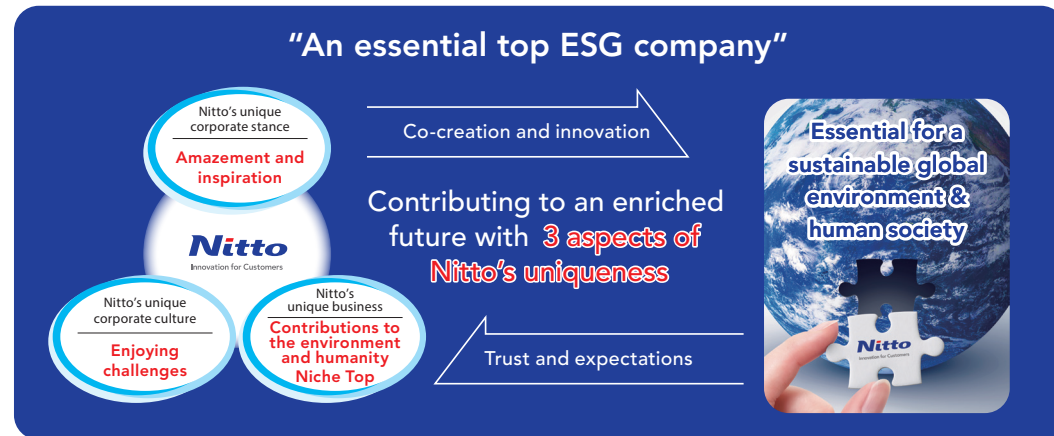 “An essential top ESG company”
Nitto’s unique
corporate stance
Amazement and
inspiration
Nitto
Innovation for Customers
Nitto’s unique
corporate culture
Enjoying
challenges
Nitto’s
unique business
Contributions to
the environment
and humanity
Niche Top
Co-creation and innovation
Contributing to an enriched
future with 3 aspects of
Nitto’s uniqueness
Trust and expectations
Essential for a
sustainable global
environment &
human society
Nitto
Innovation for Customers